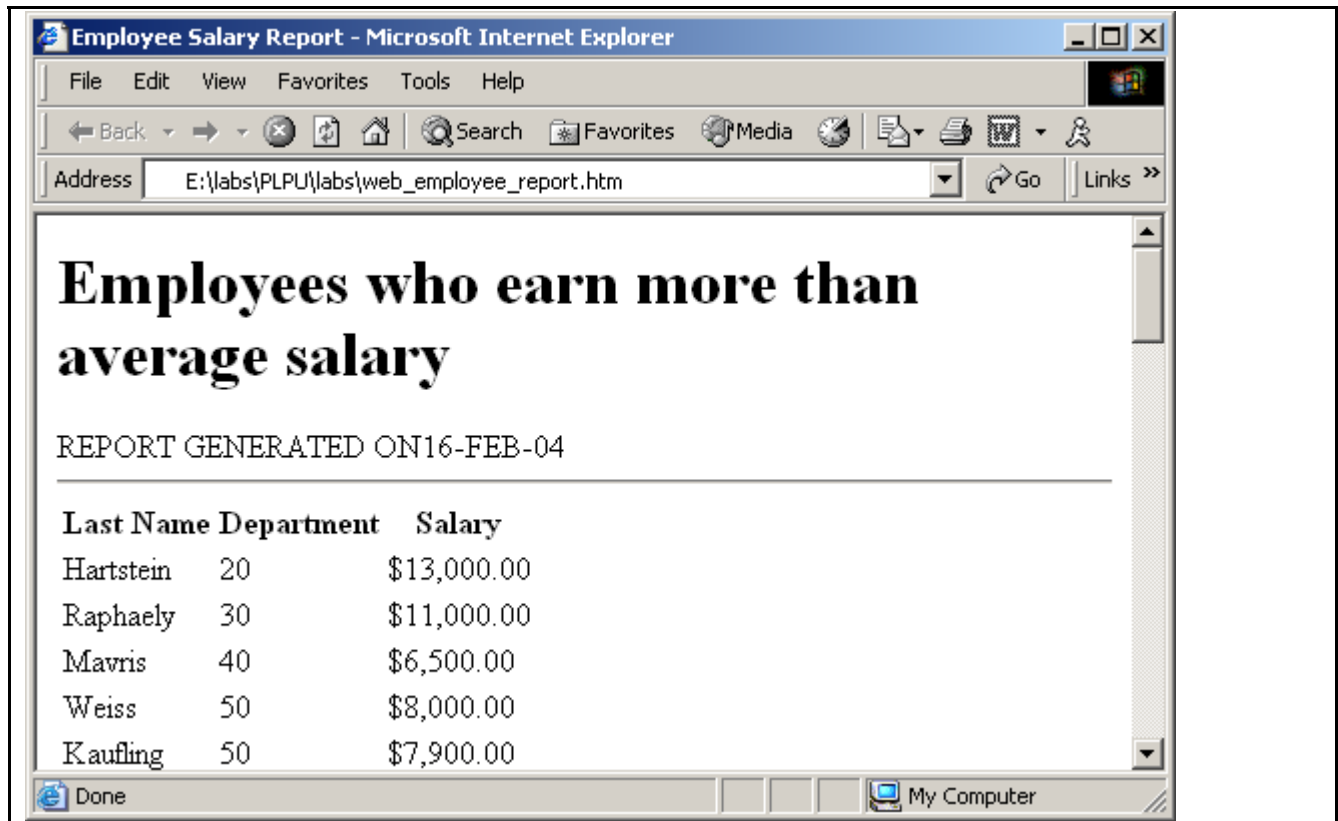 Employee Salary Report - Microsoft Internet Explorer
File Edit View Favorites Tools Help
Back Search Favorites Media
Address E:\labs\PLPU\labs\web_employee_report.htm Go Links »
Employees who earn more than
average salary
REPORT GENERATED ON16-FEB-04
Last Name Department Salary
Hartstein 20 $13,000.00
Raphaely 30 $11,000.00
Mavris 40 $6,500.00
Weiss 50 $8,000.00
Kaufling 50 $7,900.00
Done My Computer